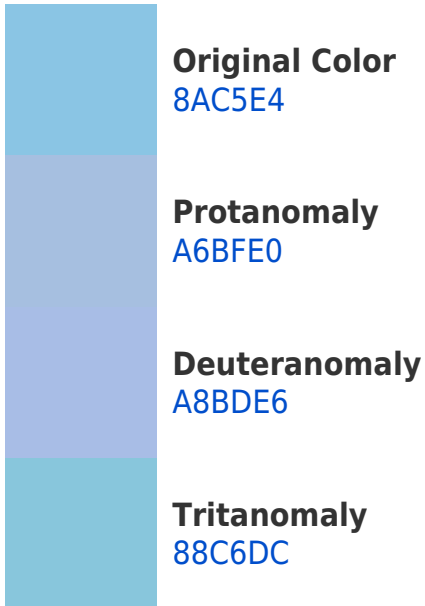 Original Color
8AC5E4
Protanomaly
A6BFE0
Deuteranomaly
A8BDE6
Tritanomaly
88C6DC